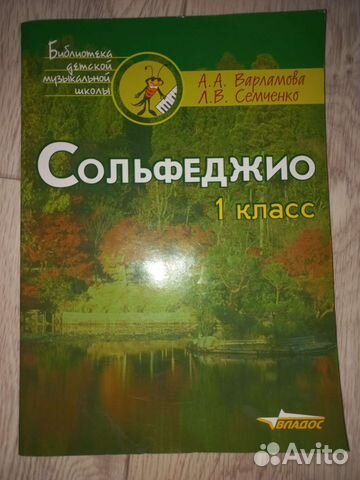 Библиотека
детской
музыкальной
школы
А.А. Варламова
Л.В. Семченко
Сольфеджио
1 класс
ВЛАДОС
Avito